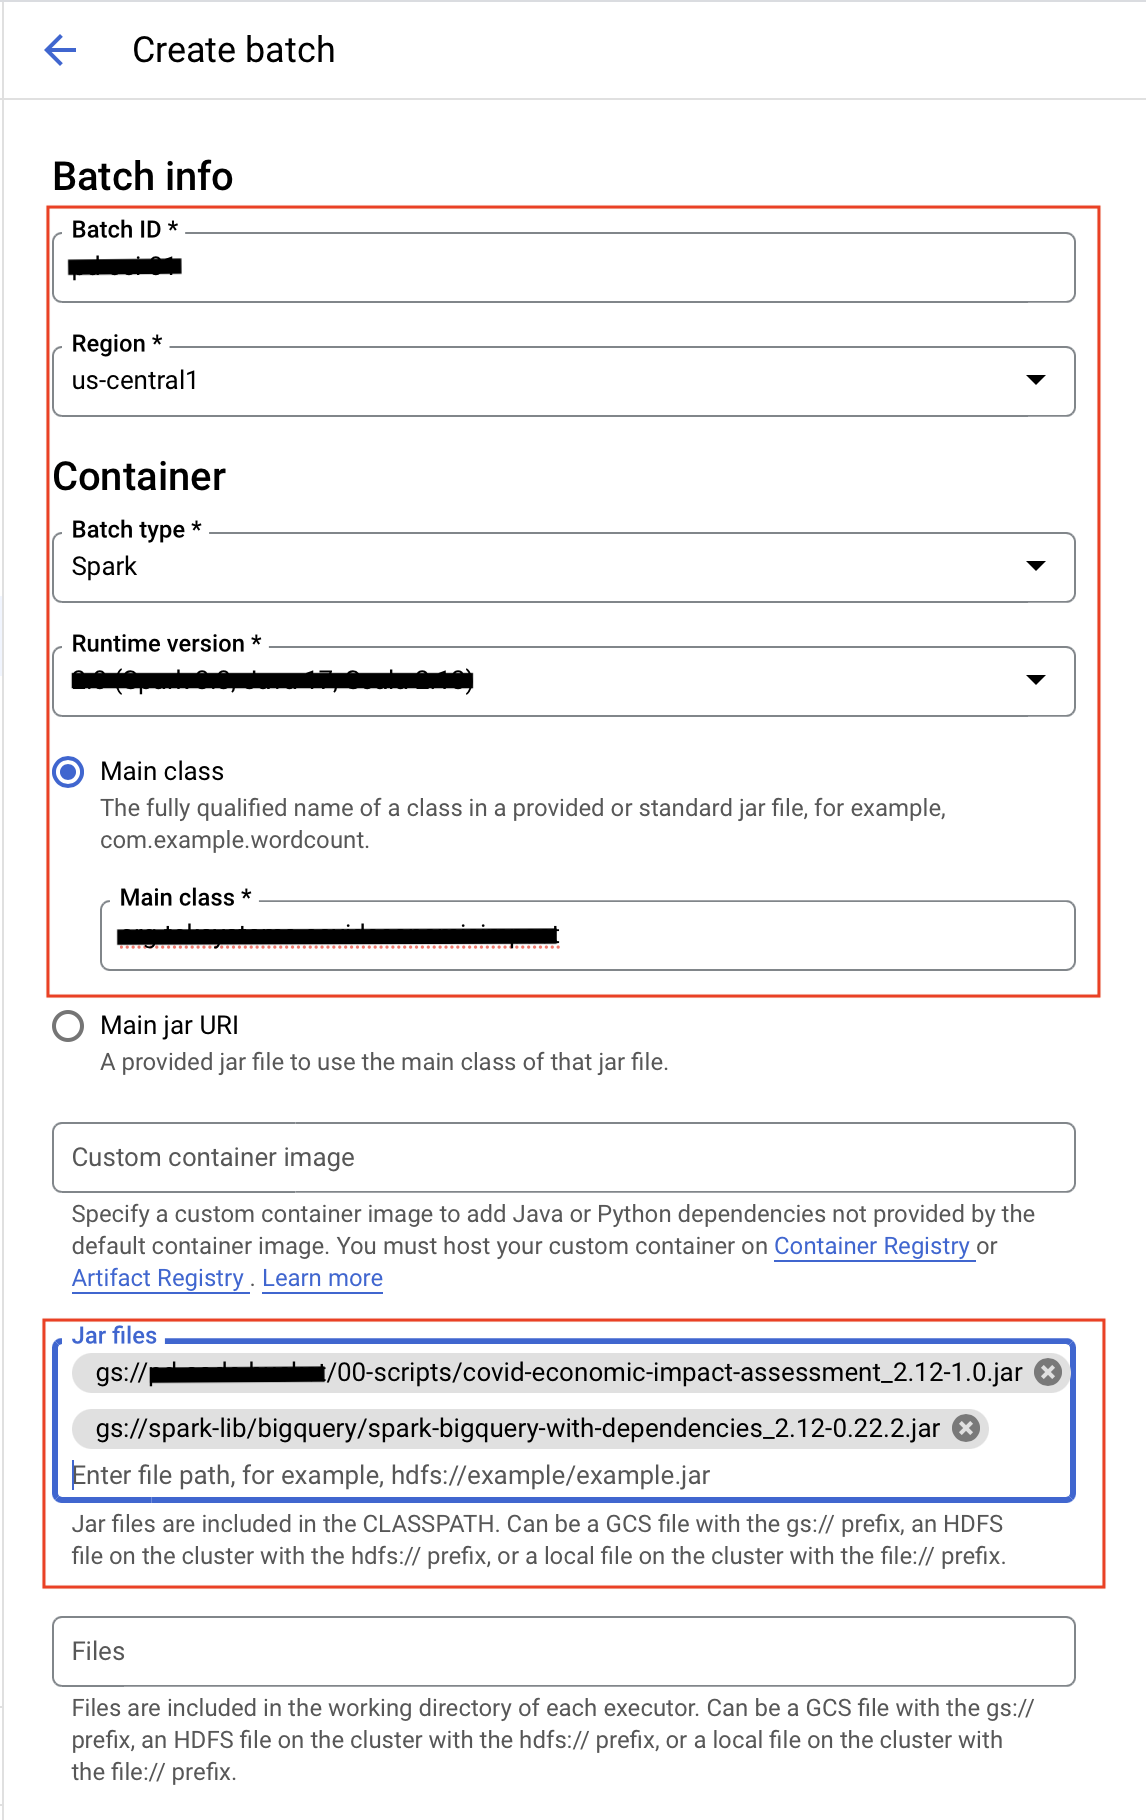 Create batch
Batch info
Batch ID *
Region *
us-central1
Container
Batch type *
Spark
Runtime version *
Main class
The fully qualified name of a class in a provided or standard jar file, for example,
com.example.wordcount.
Main class *
Main jar URI
A provided jar file to use the main class of that jar file.
Custom container image
Specify a custom container image to add Java or Python dependencies not provided by the
default container image. You must host your custom container on Container Registry or
Artifact Registry . Learn more
Jar files
gs:// /00-scripts/covid-economic-impact-assessment_2.12-1.0.jar
gs://spark-lib/bigquery/spark-bigquery-with-dependencies_2.12-0.22.2.jar
Enter file path, for example, hdfs://example/example.jar
Jar files are included in the CLASSPATH. Can be a GCS file with the gs:// prefix, an HDFS
file on the cluster with the hdfs:// prefix, or a local file on the cluster with the file:// prefix.
Files
Files are included in the working directory of each executor. Can be a GCS file with the gs://
prefix, an HDFS file on the cluster with the hdfs:// prefix, or a local file on the cluster with
the file:// prefix.